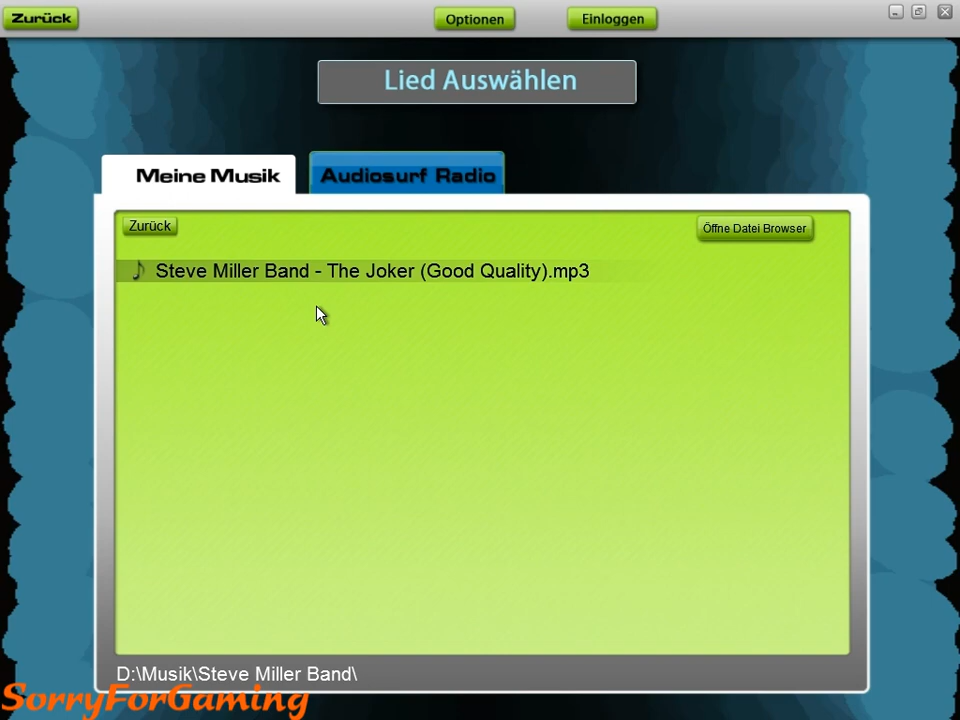 Zurück
Optionen
Einloggen
Lied Auswählen
Meine Musik
Audiosurf Radio
Zurück
Öffne Datei Browser
Steve Miller Band - The Joker (Good Quality).mp3
D:\Musik\Steve Miller Band\
SorryForGaming